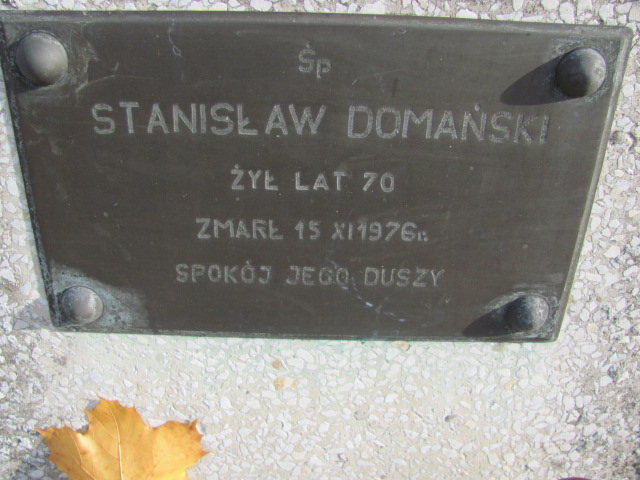 Śp
STANISŁAW DOMAŃSKI
ŻYŁ LAT 70
ZMARŁ 15 XI 1976 r.
SPOKÓJ JEGO DUSZY